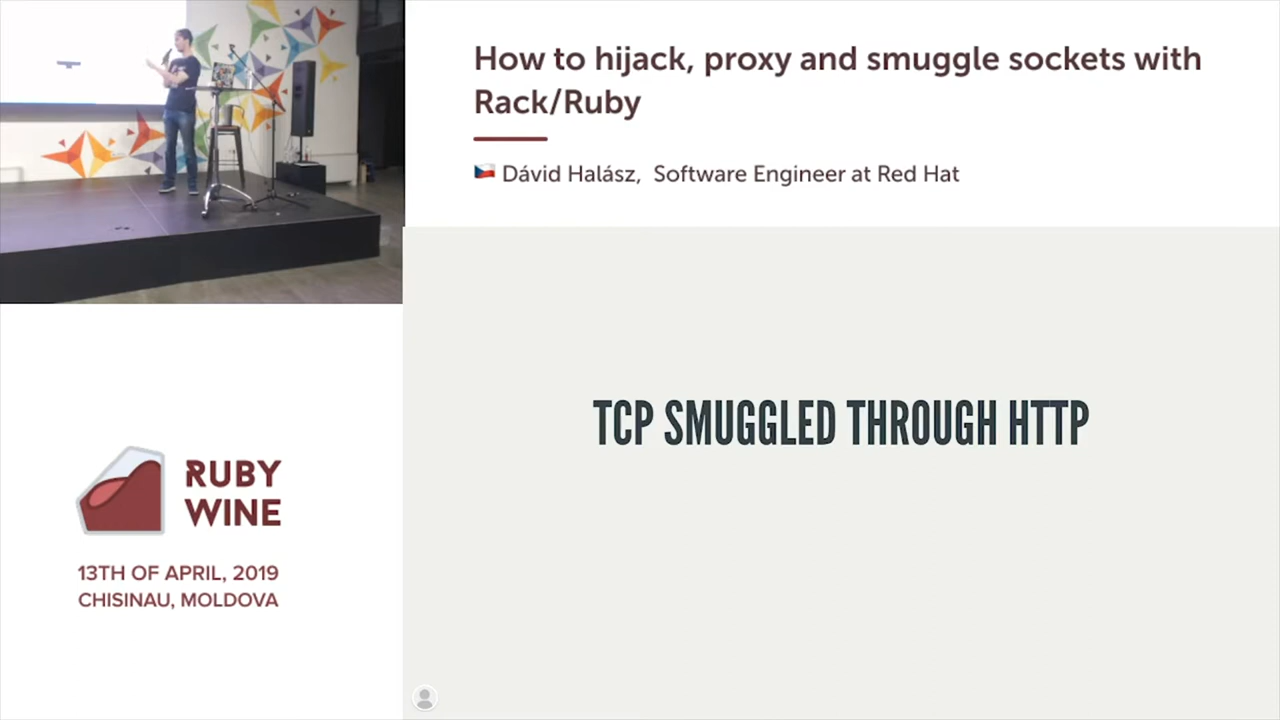 How to hijack, proxy and smuggle sockets with
Rack/Ruby
Dávid Halász, Software Engineer at Red Hat
TCP SMUGGLED THROUGH HTTP
RUBY
WINE
13TH OF APRIL, 2019
CHISINAU, MOLDOVA